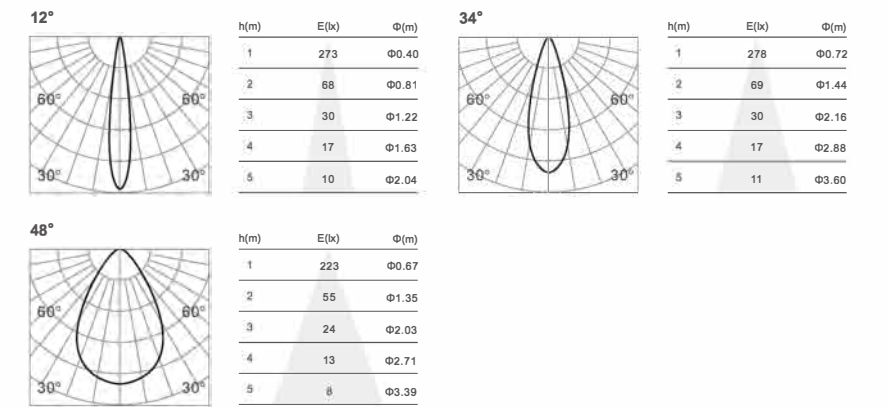 12°
h(m) E(lx) Φ(m)
1 273 Φ0.40
2 68 Φ0.81
3 30 Φ1.22
4 17 Φ1.63
5 10 Φ2.04
60° 60°
30° 30°
34°
h(m) E(lx) Φ(m)
1 278 Φ0.72
2 69 Φ1.44
3 30 Φ2.16
4 17 Φ2.88
5 11 Φ3.60
60° 60°
30° 30°
48°
h(m) E(lx) Φ(m)
1 223 Φ0.67
2 55 Φ1.35
3 24 Φ2.03
4 13 Φ2.71
5 8 Φ3.39
60° 60°
30° 30°